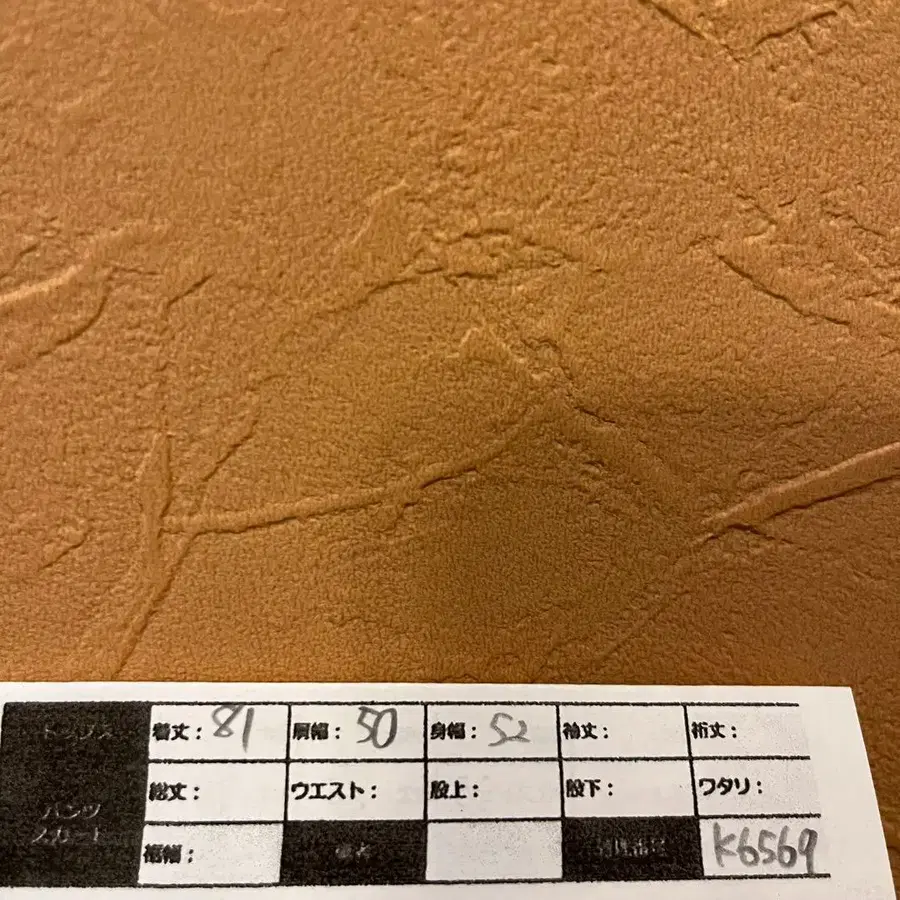 トップス 着丈：81 肩幅：50 身幅：52 袖丈： 裄丈：
パンツ 総丈： ウエスト： 股上： 股下： ワタリ：
スカート 裾幅： K6569